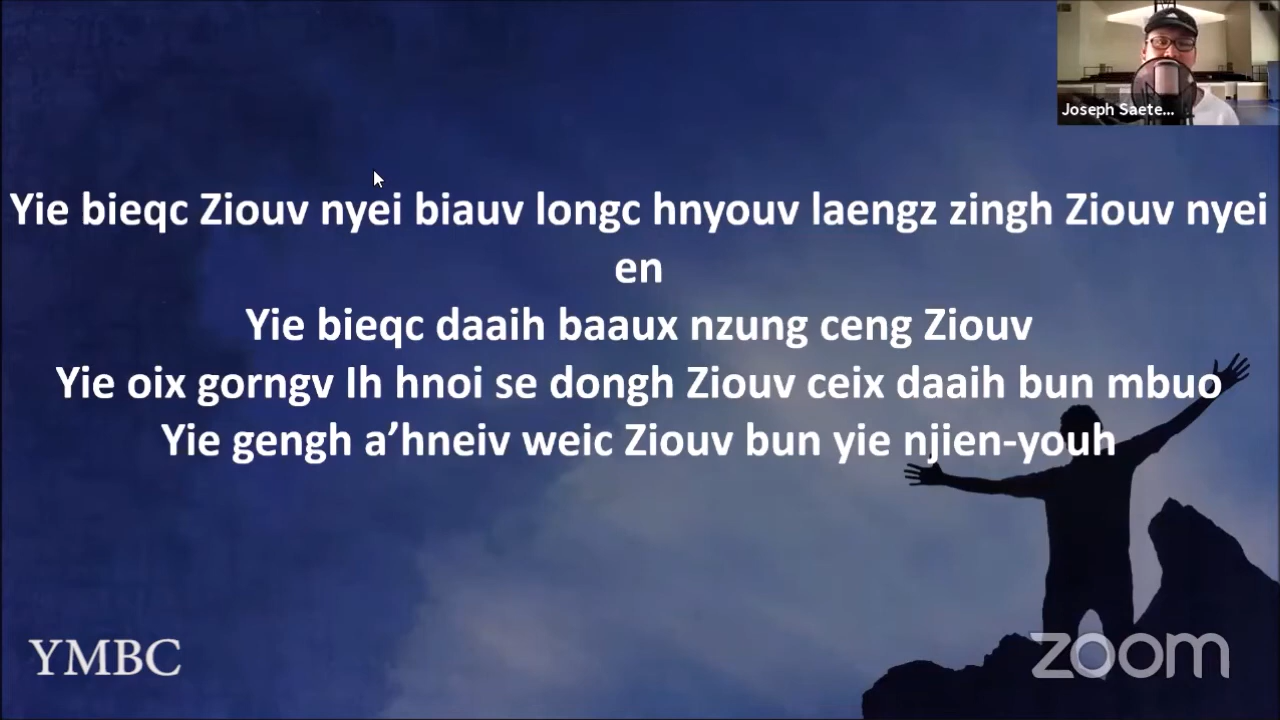 Joseph Saete...
Yie bieqc Ziouv nyei biauv longc hnyouv laengz zingh Ziouv nyei
en
Yie bieqc daaih baaux nzung ceng Ziouv
Yie oix gorngv Ih hnoi se dongh Ziouv ceix daaih bun mbuo
Yie gengh a’hneiv weic Ziouv bun yie njien-youh
YMBC
zoom